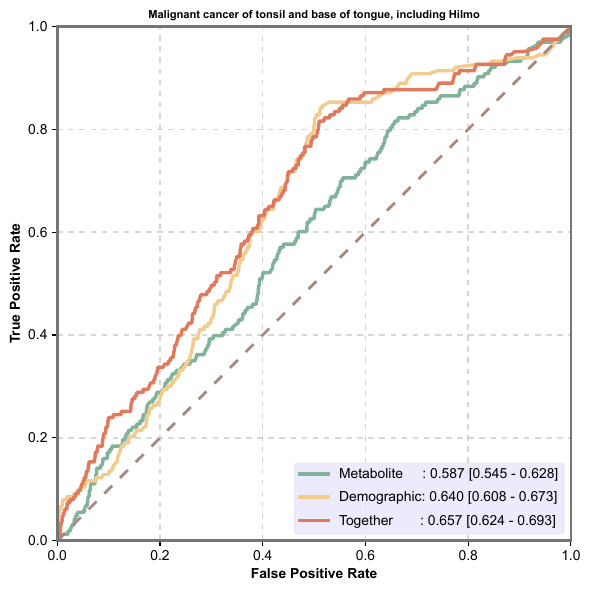 Malignant cancer of tonsil and base of tongue, including Hilmo
True Positive Rate
1.0
0.8
0.6
0.4
0.2
0.0
Metabolite : 0.587 [0.545 - 0.628]
Demographic: 0.640 [0.608 - 0.673]
Together : 0.657 [0.624 - 0.693]
0.0 0.2 0.4 0.6 0.8 1.0
False Positive Rate